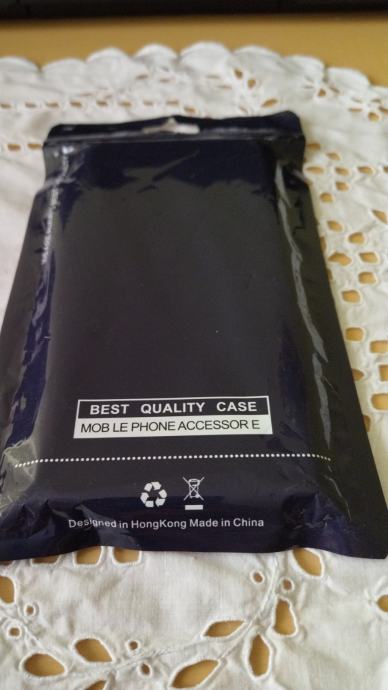 BEST QUALITY CASE
MOB LE PHONE ACCESSOR E
Designed in HongKong Made in China